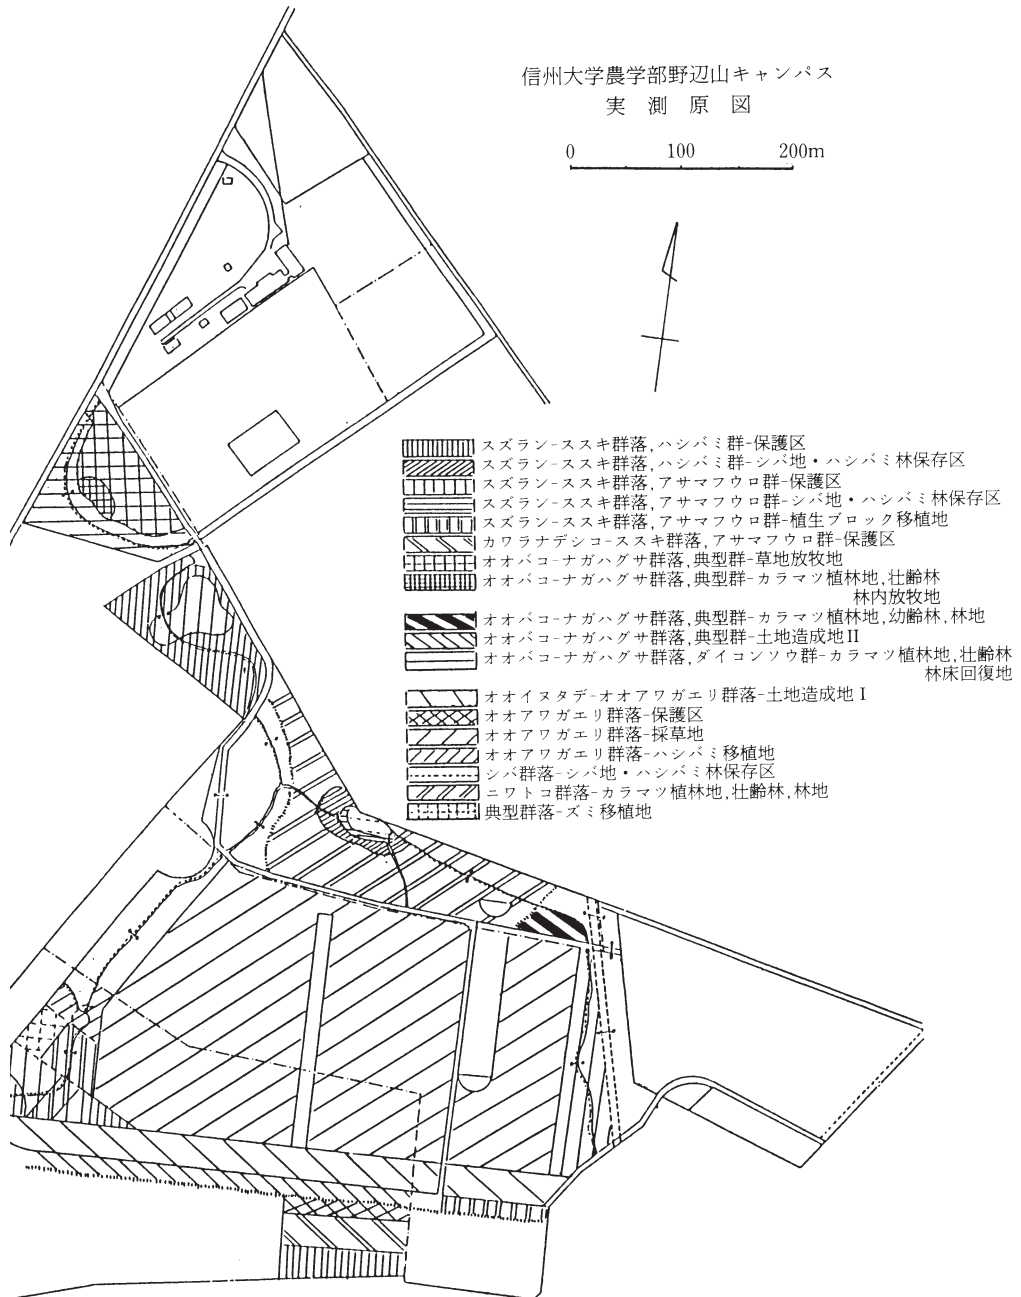 信州大学農学部野辺山キャンパス
実測原図
0 100 200m
スズラン-ススキ群落,ハシバミ群-保護区
スズラン-ススキ群落,ハシバミ群-シバ地・ハシバミ林保存区
スズラン-ススキ群落,アサマフウロ群-保護区
スズラン-ススキ群落,アサマフウロ群-シバ地・ハシバミ林保存区
スズラン-ススキ群落,アサマフウロ群-植生ブロック移植地
カワラナデシコ-ススキ群落,アサマフウロ群-保護区
オオバコ-ナガハグサ群落,典型群-草地放牧地
オオバコ-ナガハグサ群落,典型群-カラマツ植林地,壮齢林
林内放牧地
オオバコ-ナガハグサ群落,典型群-カラマツ植林地,幼齢林,林地
オオバコ-ナガハグサ群落,典型群-土地造成地II
オオバコ-ナガハグサ群落,ダイコンソウ群-カラマツ植林地,壮齢林
林床回復地
オオイヌタデ-オオアワガエリ群落-土地造成地I
オオアワガエリ群落-保護区
オオアワガエリ群落-採草地
オオアワガエリ群落-ハシバミ移植地
シバ群落-シバ地・ハシバミ林保存区
ニワトコ群落-カラマツ植林地,壮齢林,林地
典型群落-ズミ移植地